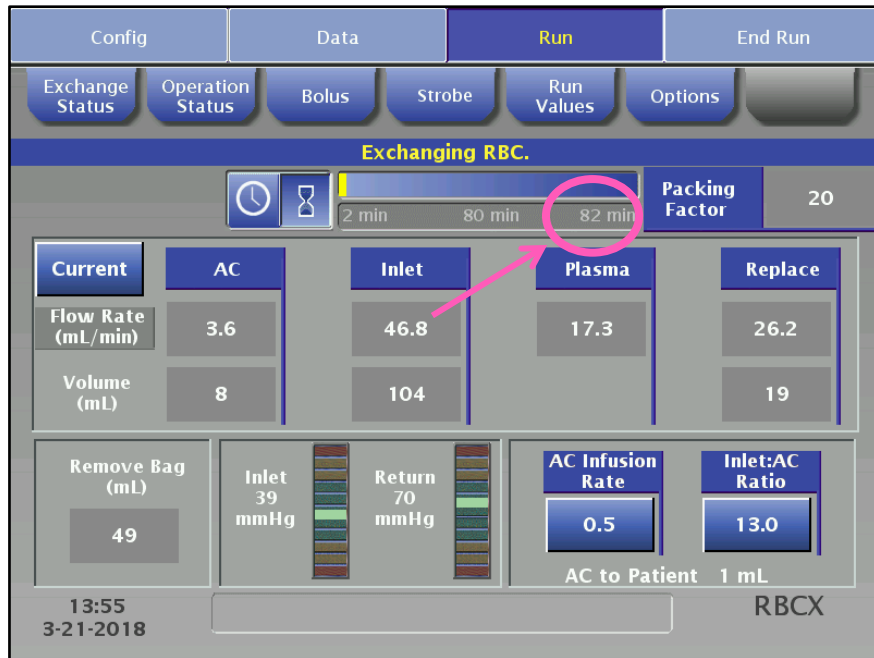 Config Data Run End Run
Exchange Status Operation Status Bolus Strobe Run Values Options
Exchanging RBC.
2 min 80 min 82 min
Packing Factor 20
Current AC Inlet Plasma Replace
Flow Rate (mL/min) 3.6 46.8 17.3 26.2
Volume (mL) 8 104 19
Remove Bag (mL)
49
Inlet 39 mmHg
Return 70 mmHg
AC Infusion Rate
0.5
Inlet:AC Ratio
13.0
AC to Patient 1 mL
13:55
3-21-2018
RBCX